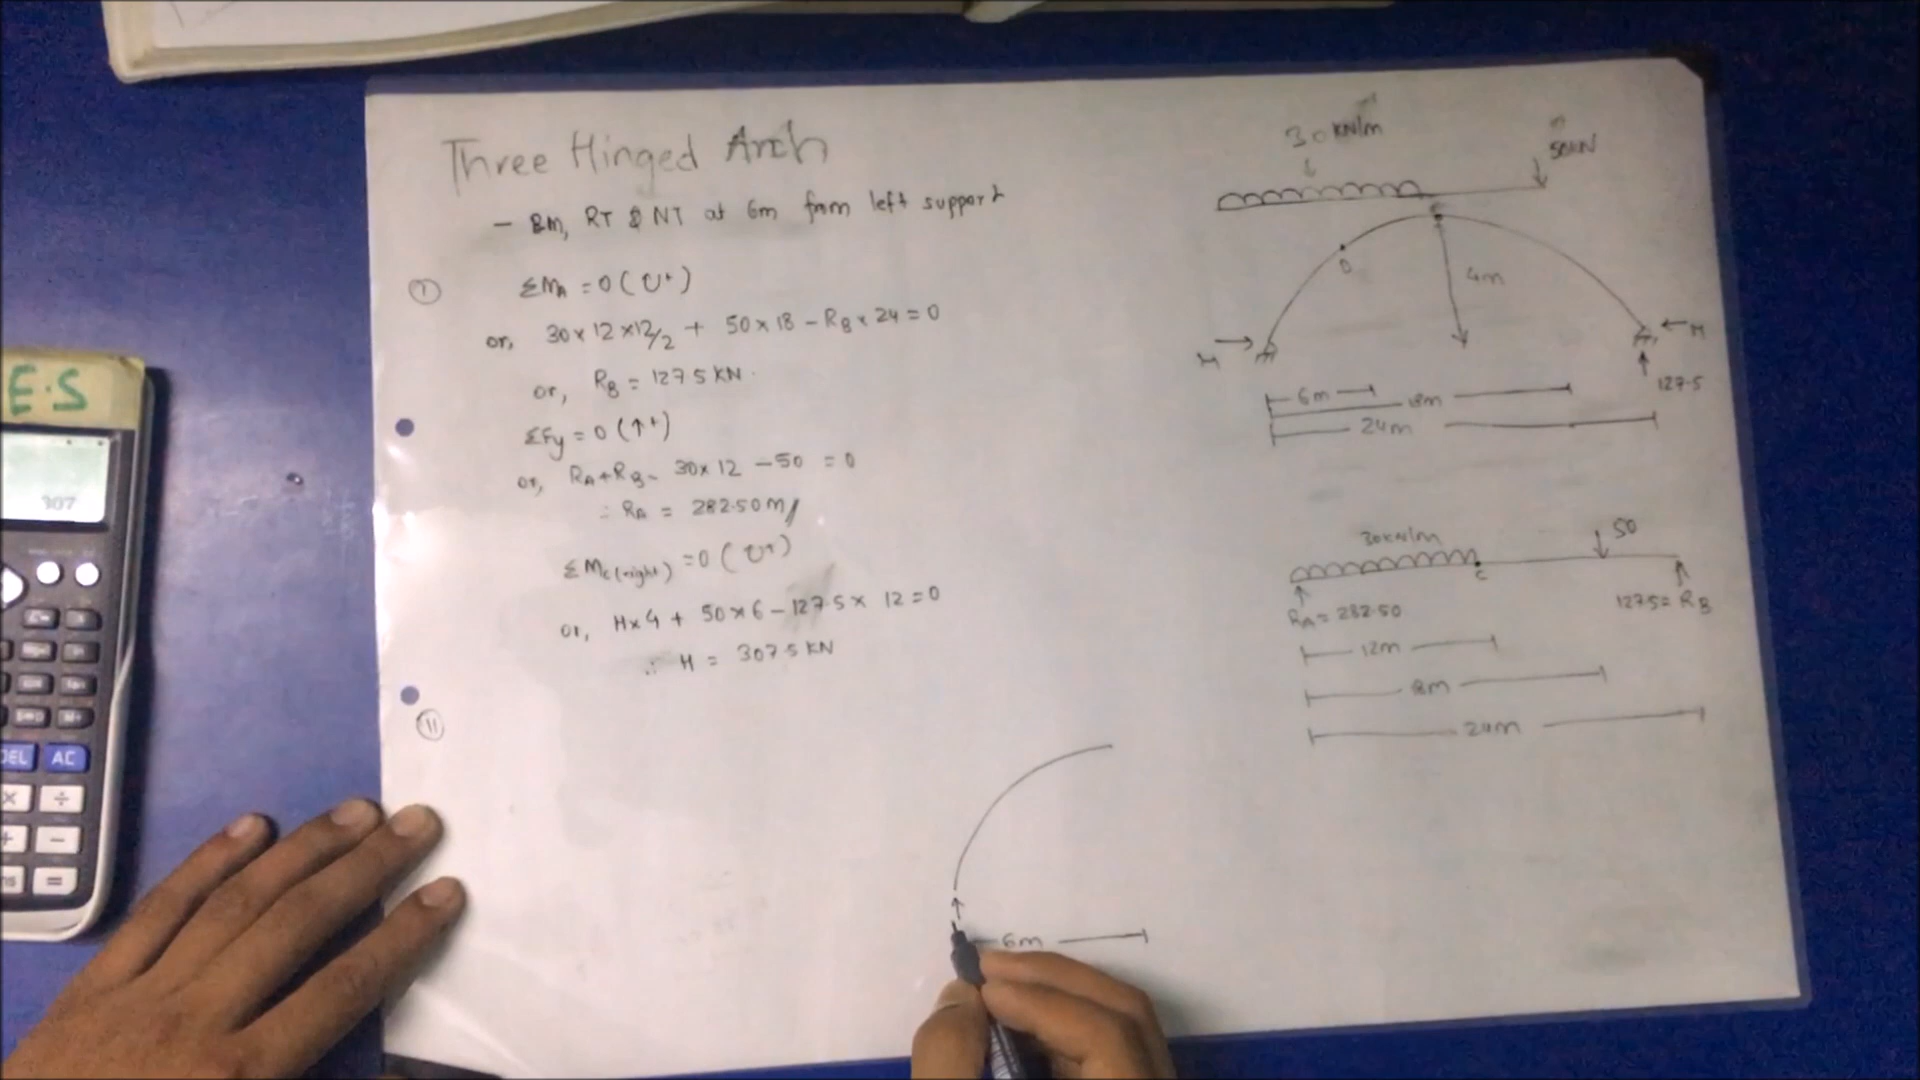 E.S
307
DEL AC
× ÷
+ −
=
Three Hinged Arch
- BM, RT & NT at 6m from left support
I
ΣMA = 0 (↻+)
or, 30×12×12/2 + 50×18 - RB×24 = 0
or, RB = 127.5 KN.
ΣFy = 0 (↑+)
or, RA+RB- 30×12 -50 = 0
∴ RA = 282.50 m//
ΣMc(right) = 0 (↻+)
or, H×4 + 50×6 - 127.5× 12 = 0
∴ H = 307.5 KN
II
6m
30 KN/m
50KN
C
D
4m
H
H
127.5
6m
18m
24m
30KN/m
50
C
RA = 282.50
127.5 = RB
12m
18m
24m